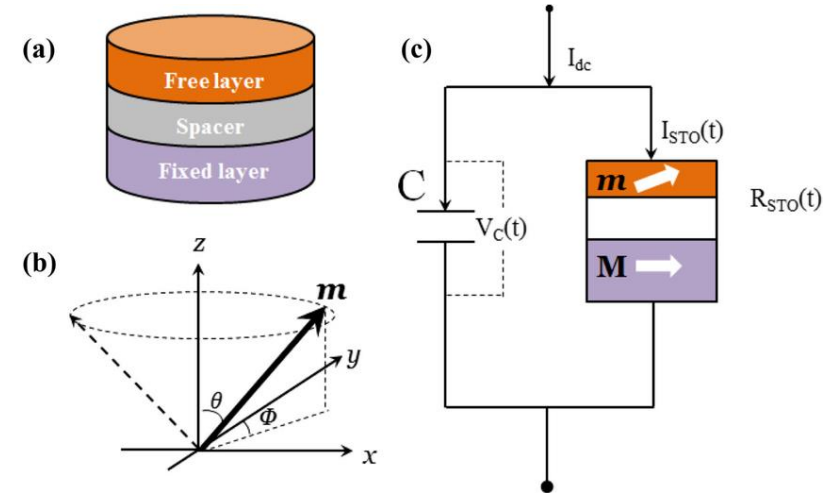 (a)
Free layer
Spacer
Fixed layer
(b)
z
m
y
θ
Φ
x
(c)
I_dc
I_STO(t)
C
V_C(t)
m
R_STO(t)
M